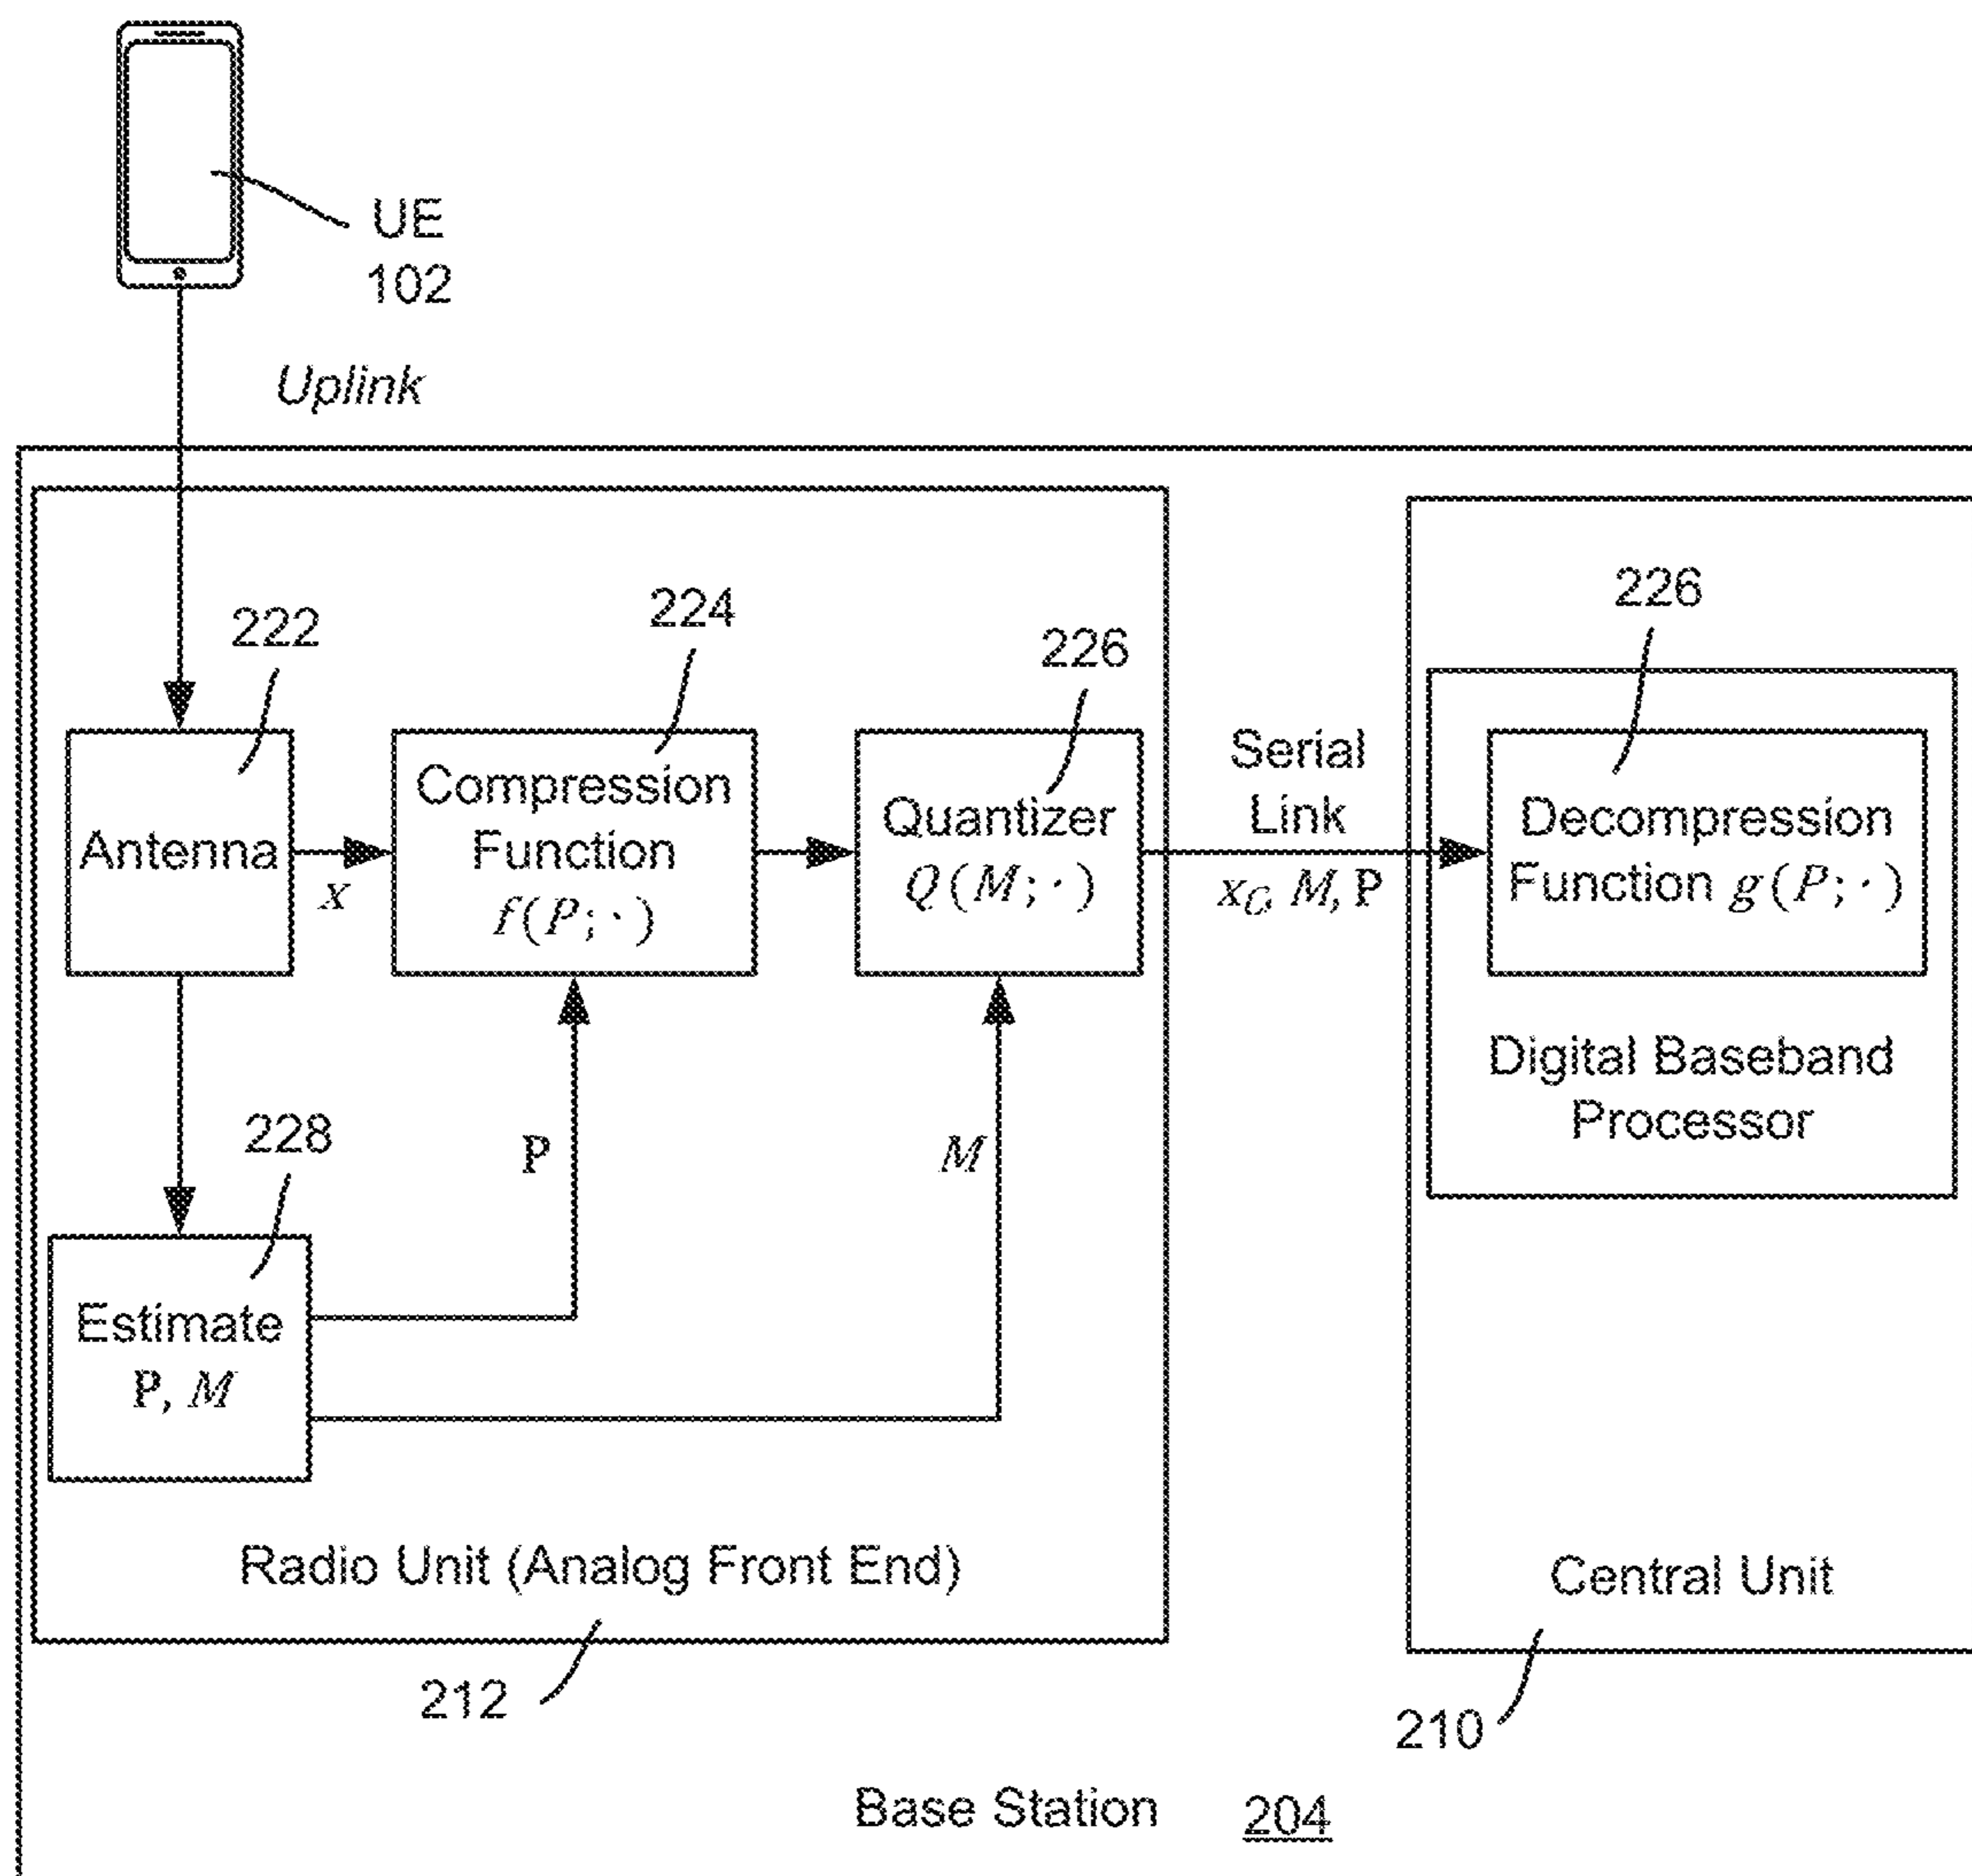 UE
102
Uplink
222
224
226
226
Antenna
x
Compression
Function
f(P; ·)
Quantizer
Q(M; ·)
Serial
Link
x_C, M, P
Decompression
Function g(P; ·)
Digital Baseband
Processor
228
P
M
Estimate
P, M
Radio Unit (Analog Front End)
Central Unit
212
210
Base Station 204